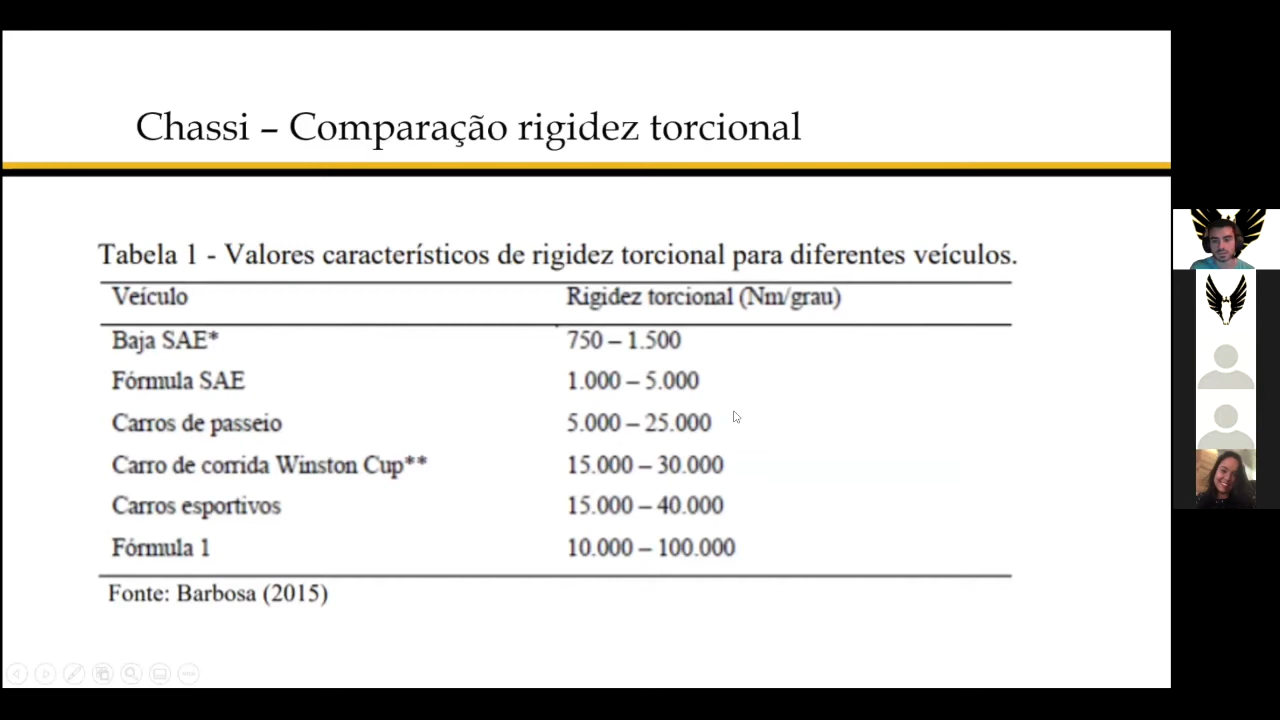 Chassi – Comparação rigidez torcional
Tabela 1 - Valores característicos de rigidez torcional para diferentes veículos.
Veículo Rigidez torcional (Nm/grau)
Baja SAE* 750 – 1.500
Fórmula SAE 1.000 – 5.000
Carros de passeio 5.000 – 25.000
Carro de corrida Winston Cup** 15.000 – 30.000
Carros esportivos 15.000 – 40.000
Fórmula 1 10.000 – 100.000
Fonte: Barbosa (2015)